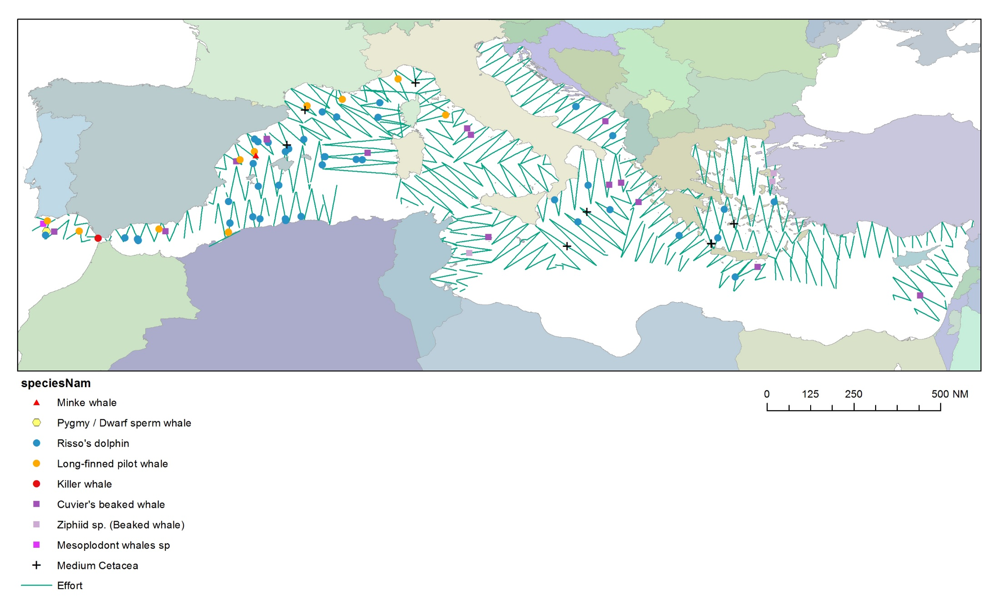 speciesNam
Minke whale
Pygmy / Dwarf sperm whale
Risso's dolphin
Long-finned pilot whale
Killer whale
Cuvier's beaked whale
Ziphiid sp. (Beaked whale)
Mesoplodont whales sp
Medium Cetacea
Effort
0 125 250 500 NM